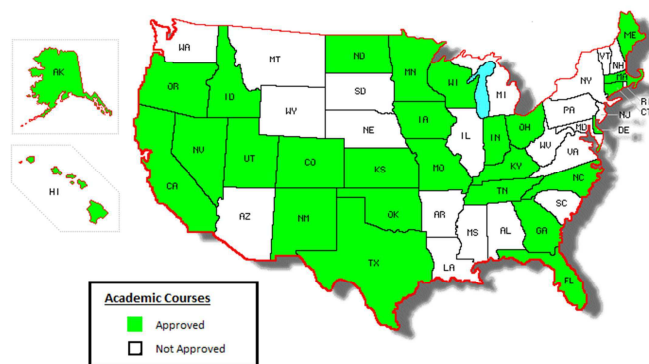 ME
WA
MT
ND
MN
VT
NH
AK
OR
ID
SD
WI
MI
NY
MA
WY
IA
PA
NJ
CT
NE
IL
IN
OH
MD
DE
NV
UT
CO
KS
MO
KY
WV
VA
HI
CA
TN
NC
AZ
NM
OK
AR
SC
MS
AL
GA
TX
LA
FL
Academic Courses
Approved
Not Approved